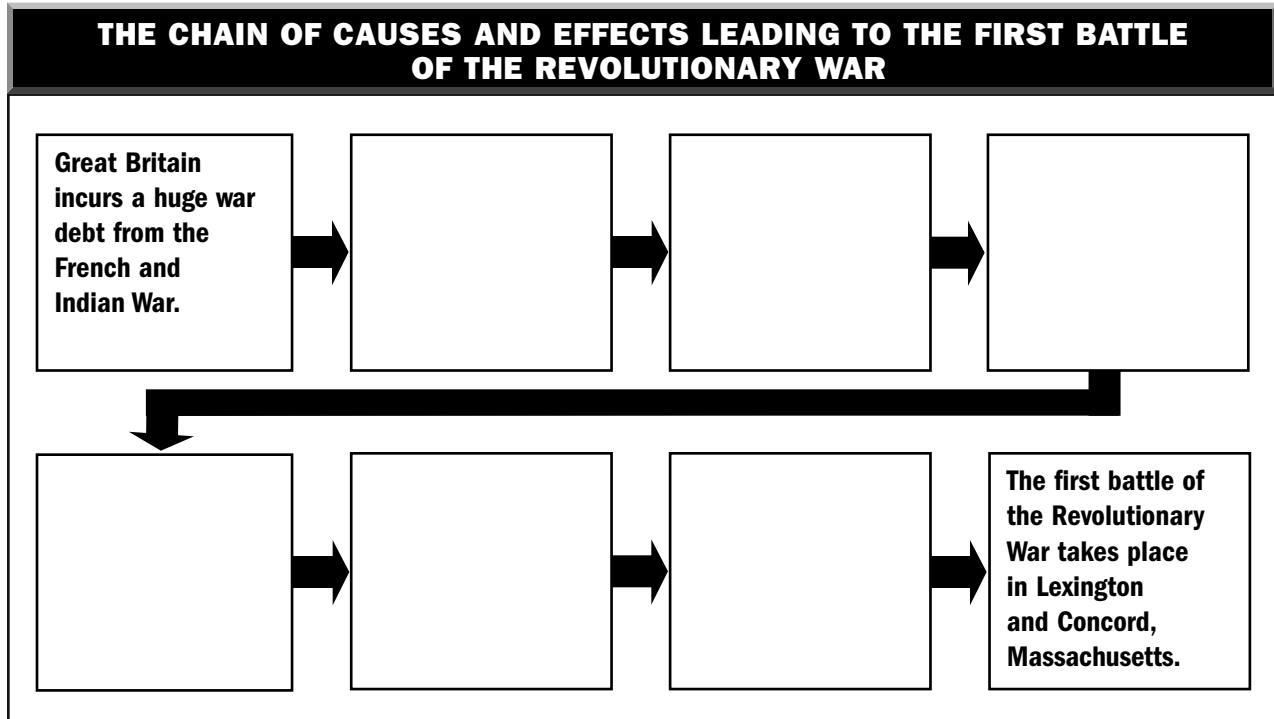 THE CHAIN OF CAUSES AND EFFECTS LEADING TO THE FIRST BATTLE
OF THE REVOLUTIONARY WAR
Great Britain
incurs a huge war
debt from the
French and
Indian War.
The first battle of
the Revolutionary
War takes place
in Lexington
and Concord,
Massachusetts.